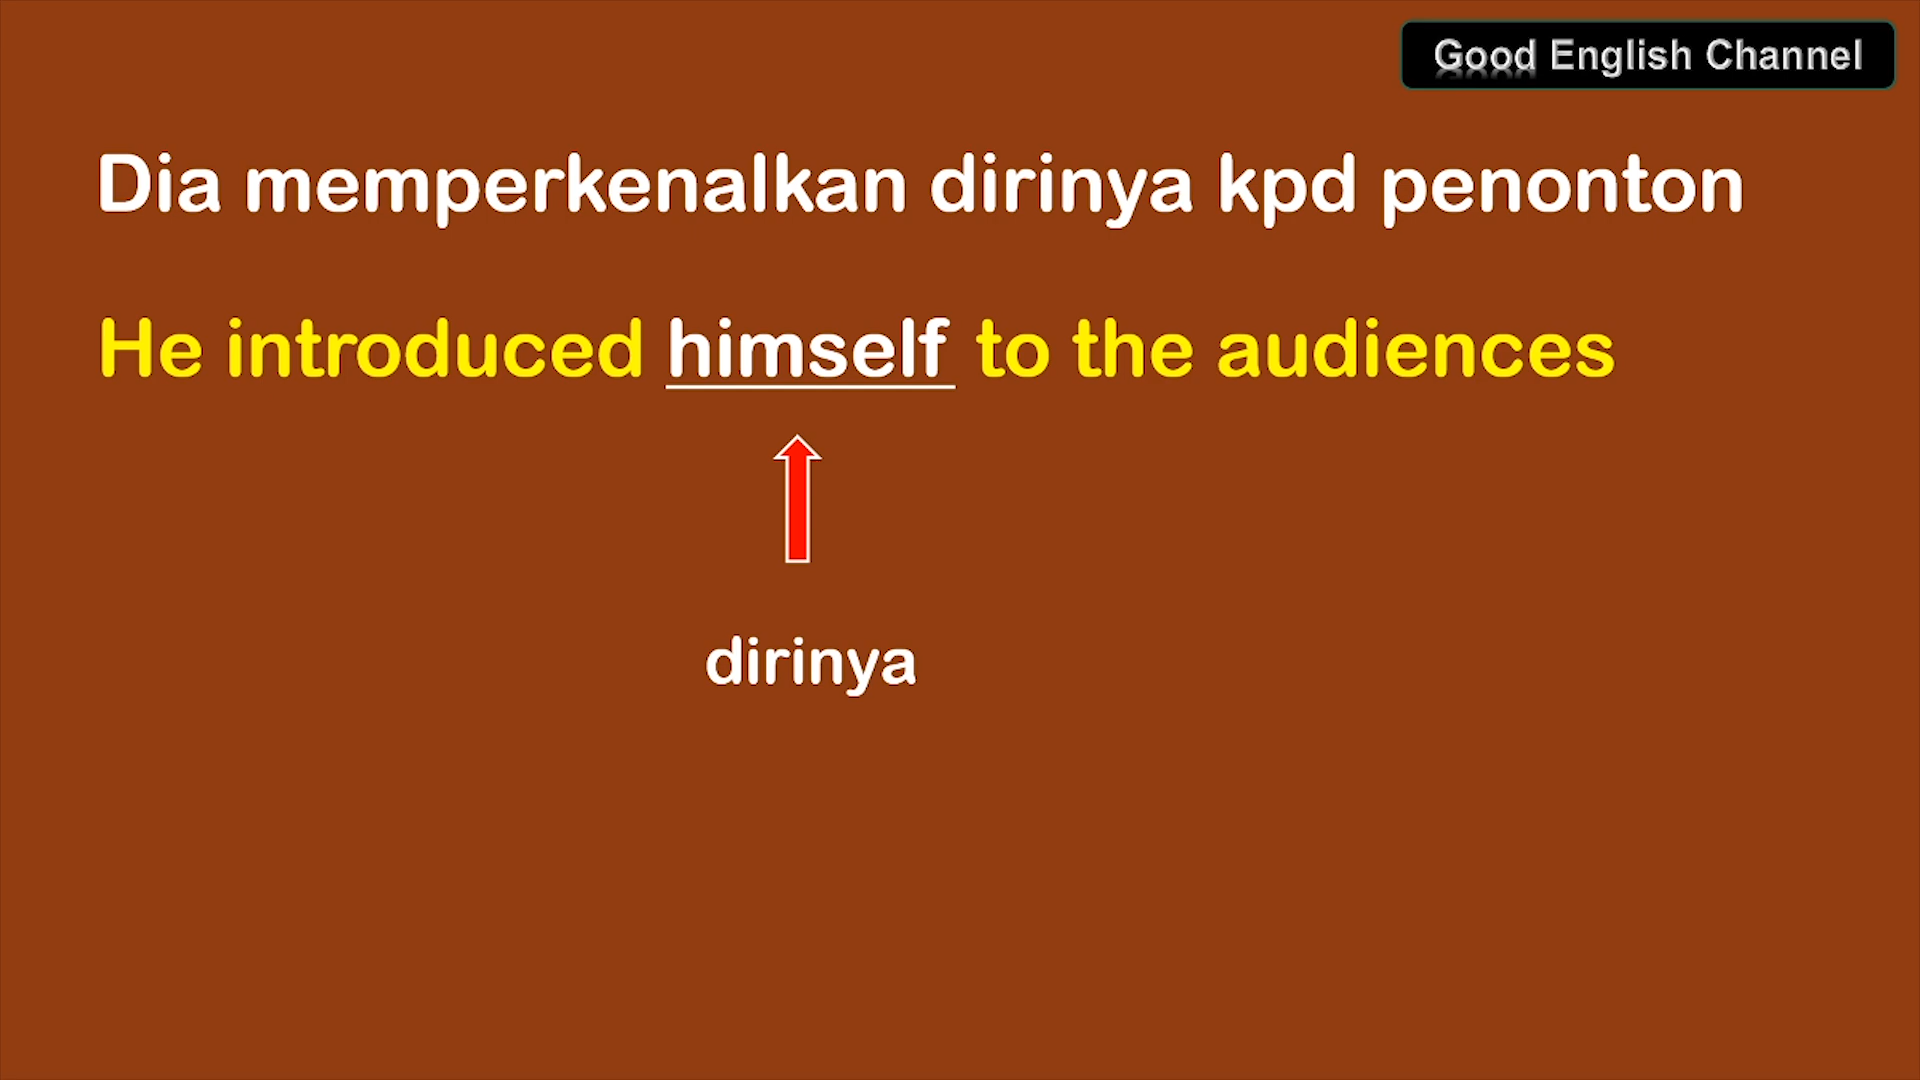 Good English Channel
Dia memperkenalkan dirinya kpd penonton
He introduced himself to the audiences
dirinya